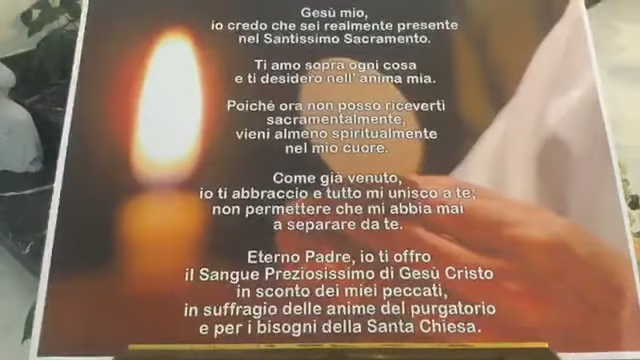 Gesù mio,
io credo che sei realmente presente
nel Santissimo Sacramento.
Ti amo sopra ogni cosa
e ti desidero nell' anima mia.
Poiché ora non posso riceverti
sacramentalmente,
vieni almeno spiritualmente
nel mio cuore.
Come già venuto,
io ti abbraccio e tutto mi unisco a te;
non permettere che mi abbia mai
a separare da te.
Eterno Padre, io ti offro
il Sangue Preziosissimo di Gesù Cristo
in sconto dei miei peccati,
in suffragio delle anime del purgatorio
e per i bisogni della Santa Chiesa.